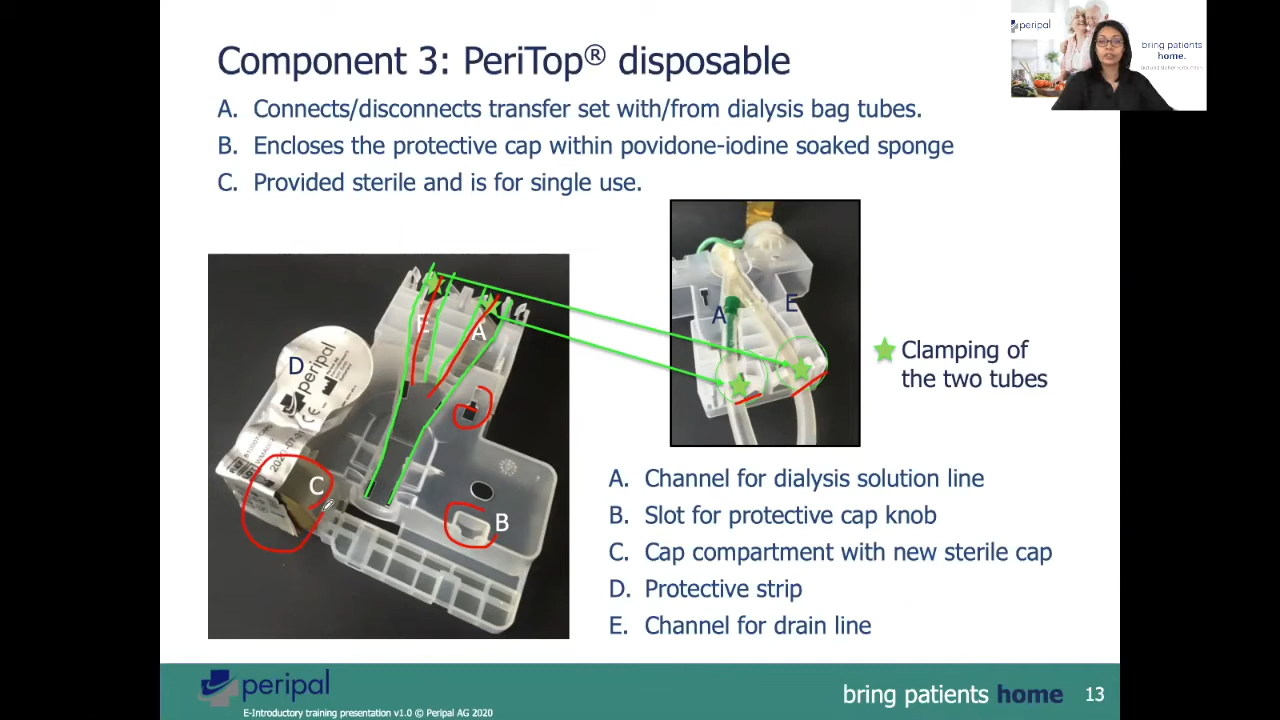 Component 3: PeriTop® disposable
peripal
bring patients
home.
A. Connects/disconnects transfer set with/from dialysis bag tubes.
B. Encloses the protective cap within povidone-iodine soaked sponge
C. Provided sterile and is for single use.
E
A
D
peripal
C
B
A
E
Clamping of
the two tubes
A. Channel for dialysis solution line
B. Slot for protective cap knob
C. Cap compartment with new sterile cap
D. Protective strip
E. Channel for drain line
peripal
E-Introductory training presentation v1.0 © Peripal AG 2020
bring patients home 13